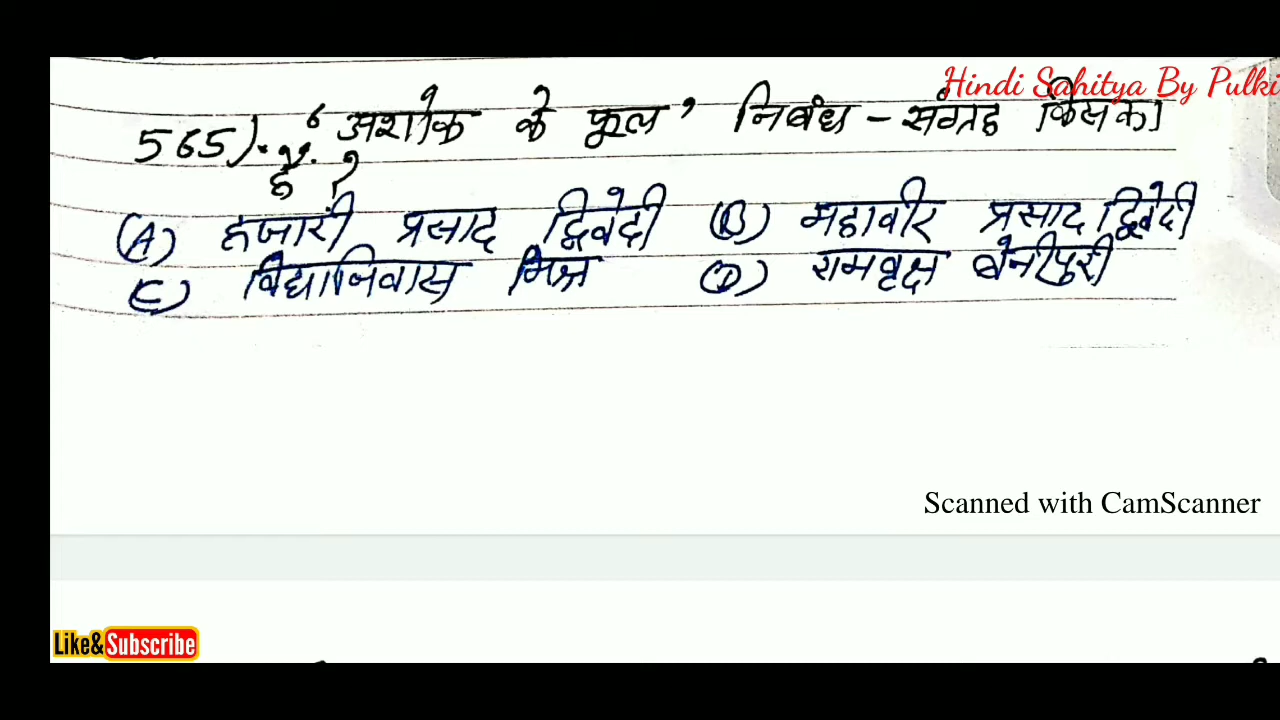 Hindi Sahitya By Pulki
565). प्र. 'अशोक के फूल' निबंध-संग्रह किसका
है ?
(A) हजारी प्रसाद द्विवेदी (B) महावीर प्रसाद द्विवेदी
(C) विद्यानिवास मिश्र (D) रामवृक्ष बेनीपुरी
Scanned with CamScanner
Like& Subscribe